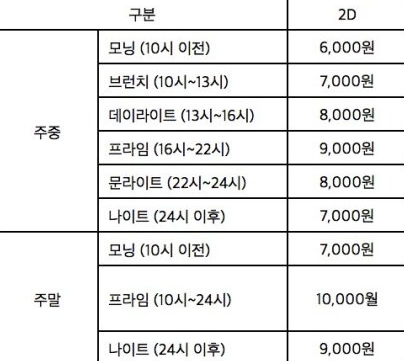 구분 2D
주중
모닝 (10시 이전) 6,000원
브런치 (10시~13시) 7,000원
데이라이트 (13시~16시) 8,000원
프라임 (16시~22시) 9,000원
문라이트 (22시~24시) 8,000원
나이트 (24시 이후) 7,000원
주말
모닝 (10시 이전) 7,000원
프라임 (10시~24시) 10,000월
나이트 (24시 이후) 9,000원